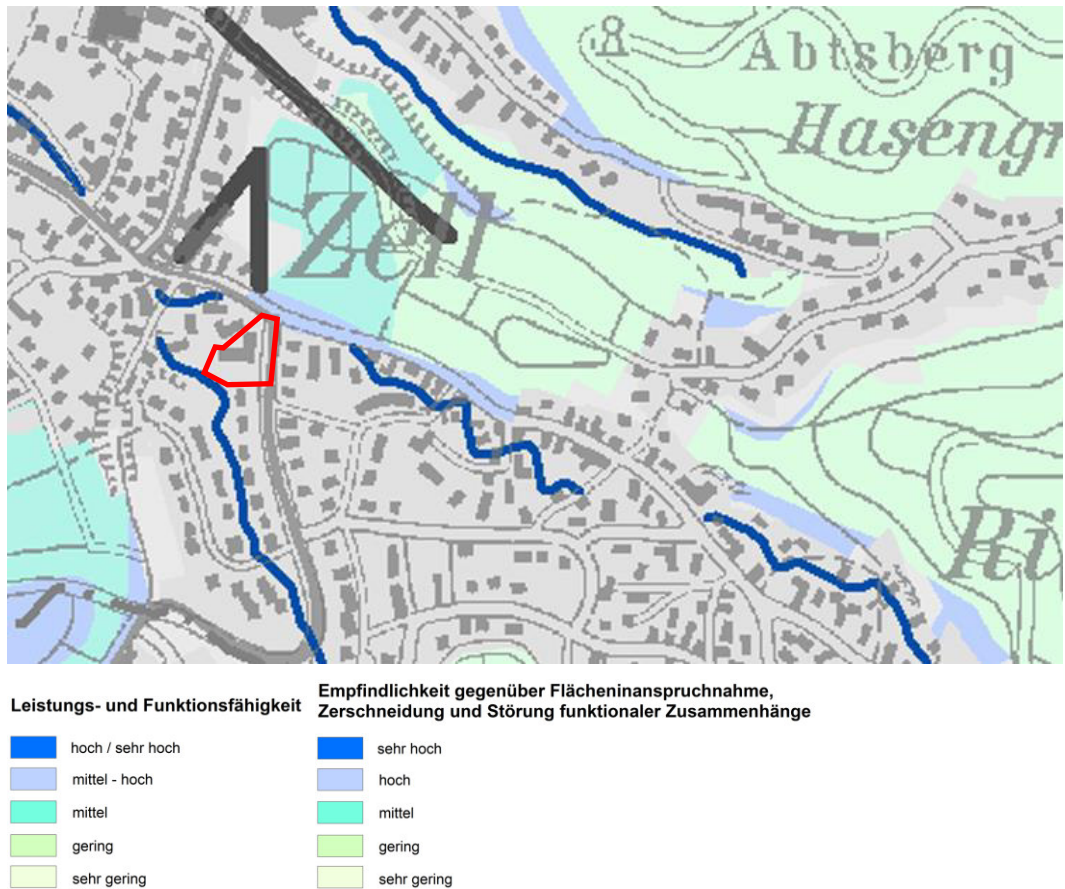 Abtsberg
Hasengr
Zell
Ri
Leistungs- und Funktionsfähigkeit
hoch / sehr hoch
mittel - hoch
mittel
gering
sehr gering
Empfindlichkeit gegenüber Flächeninanspruchnahme,
Zerschneidung und Störung funktionaler Zusammenhänge
sehr hoch
hoch
mittel
gering
sehr gering